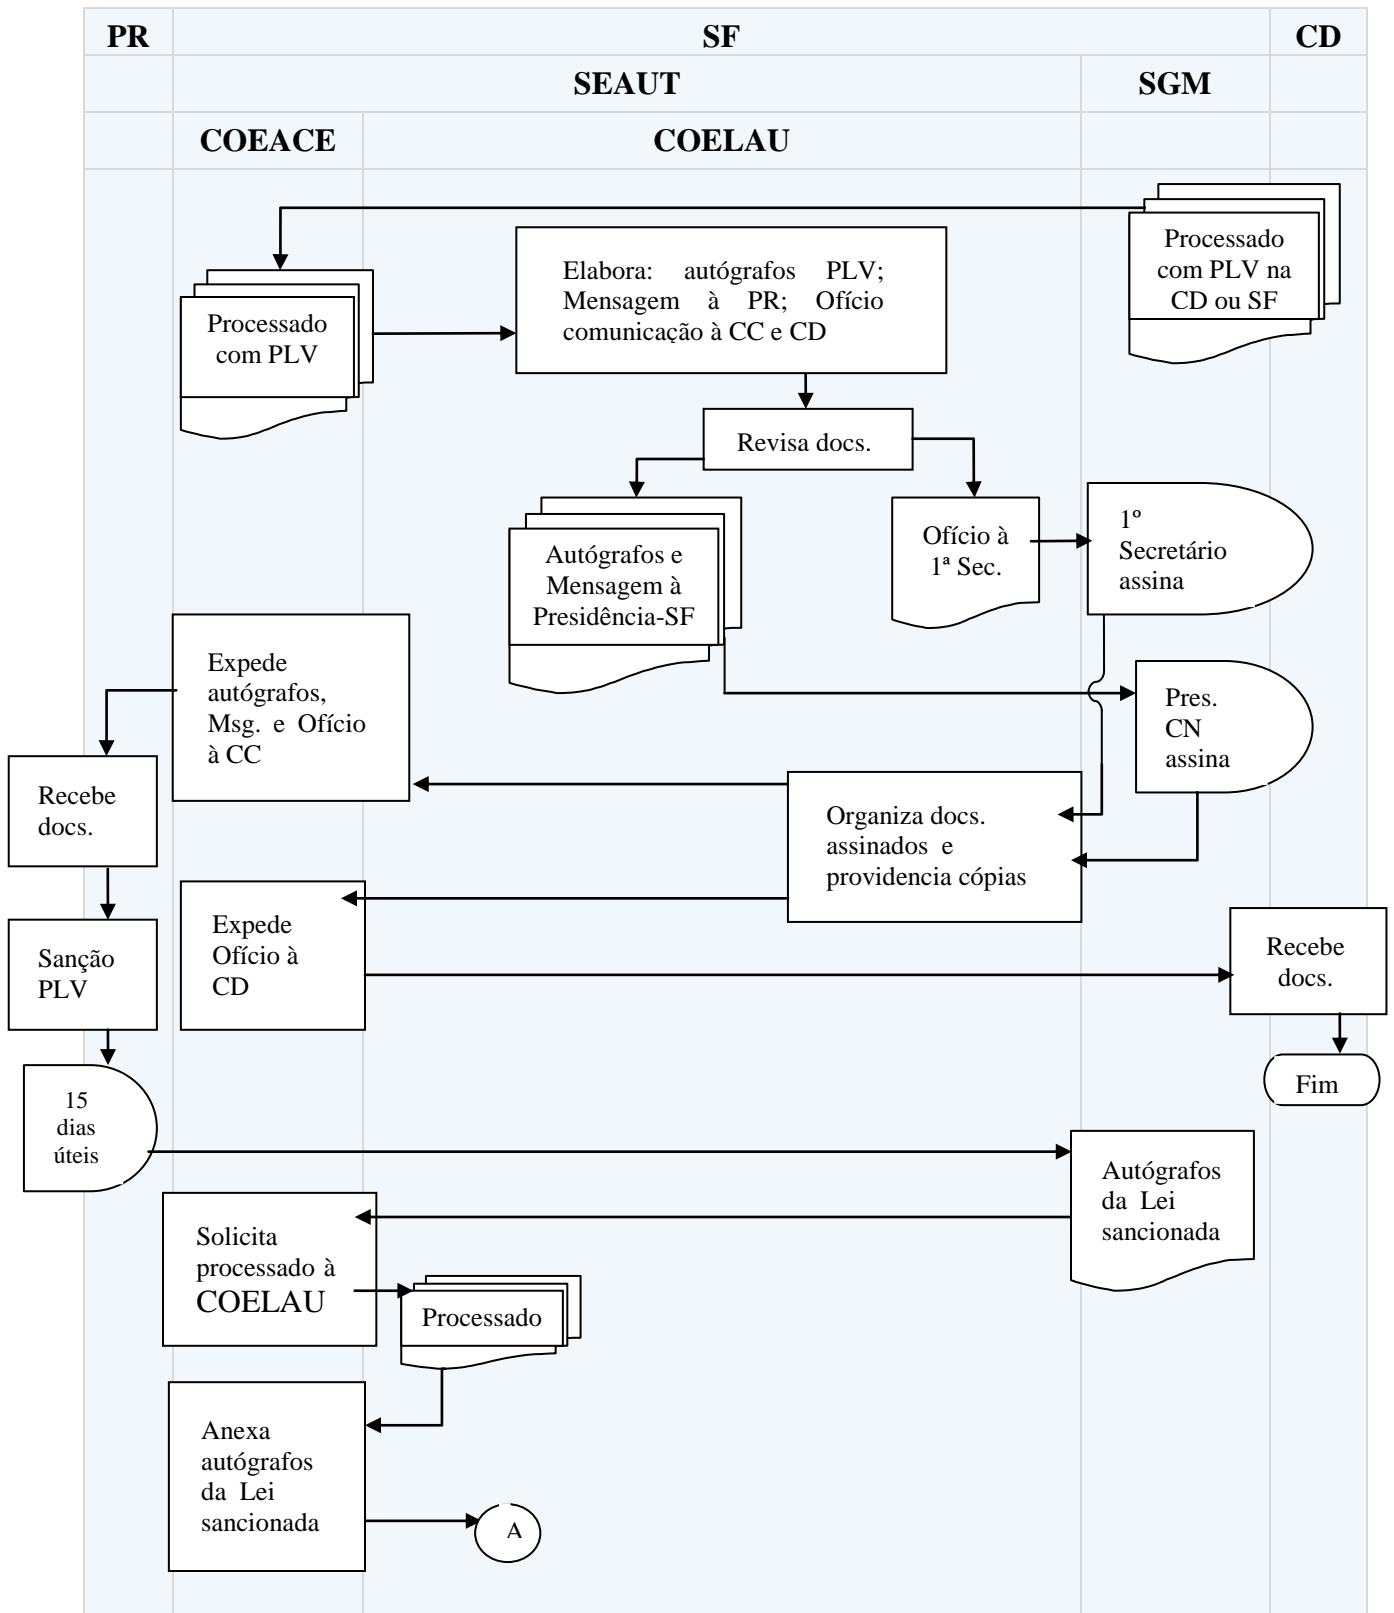 PR SF CD
SEAUT SGM
COEACE COELAU
Processado
com PLV na
CD ou SF
Processado
com PLV
Elabora: autógrafos PLV;
Mensagem à PR; Ofício
comunicação à CC e CD
Revisa docs.
Autógrafos e
Mensagem à
Presidência-SF
Ofício à
1ª Sec.
1º
Secretário
assina
Pres.
CN
assina
Expede
autógrafos,
Msg. e Ofício
à CC
Recebe
docs.
Organiza docs.
assinados e
providencia cópias
Expede
Ofício à
CD
Sanção
PLV
Recebe
docs.
Fim
15
dias
úteis
Autógrafos
da Lei
sancionada
Solicita
processado à
COELAU
Processado
Anexa
autógrafos
da Lei
sancionada
A